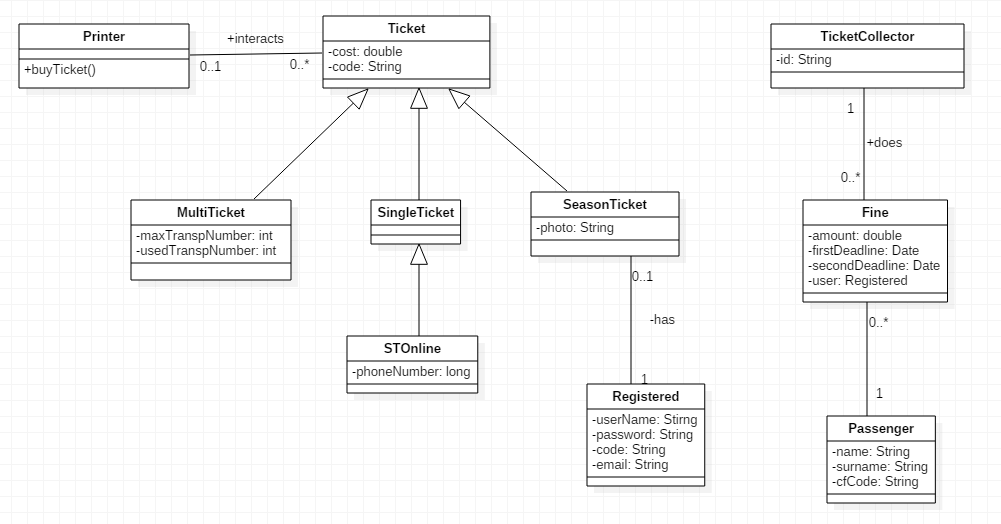 Printer
+buyTicket()
+interacts
0..1
0..*
Ticket
-cost: double
-code: String
TicketCollector
-id: String
1
+does
0..*
MultiTicket
-maxTranspNumber: int
-usedTranspNumber: int
SingleTicket
SeasonTicket
-photo: String
Fine
-amount: double
-firstDeadline: Date
-secondDeadline: Date
-user: Registered
0..1
-has
1
0..*
1
STOnline
-phoneNumber: long
Registered
-userName: Stirng
-password: String
-code: String
-email: String
Passenger
-name: String
-surname: String
-cfCode: String